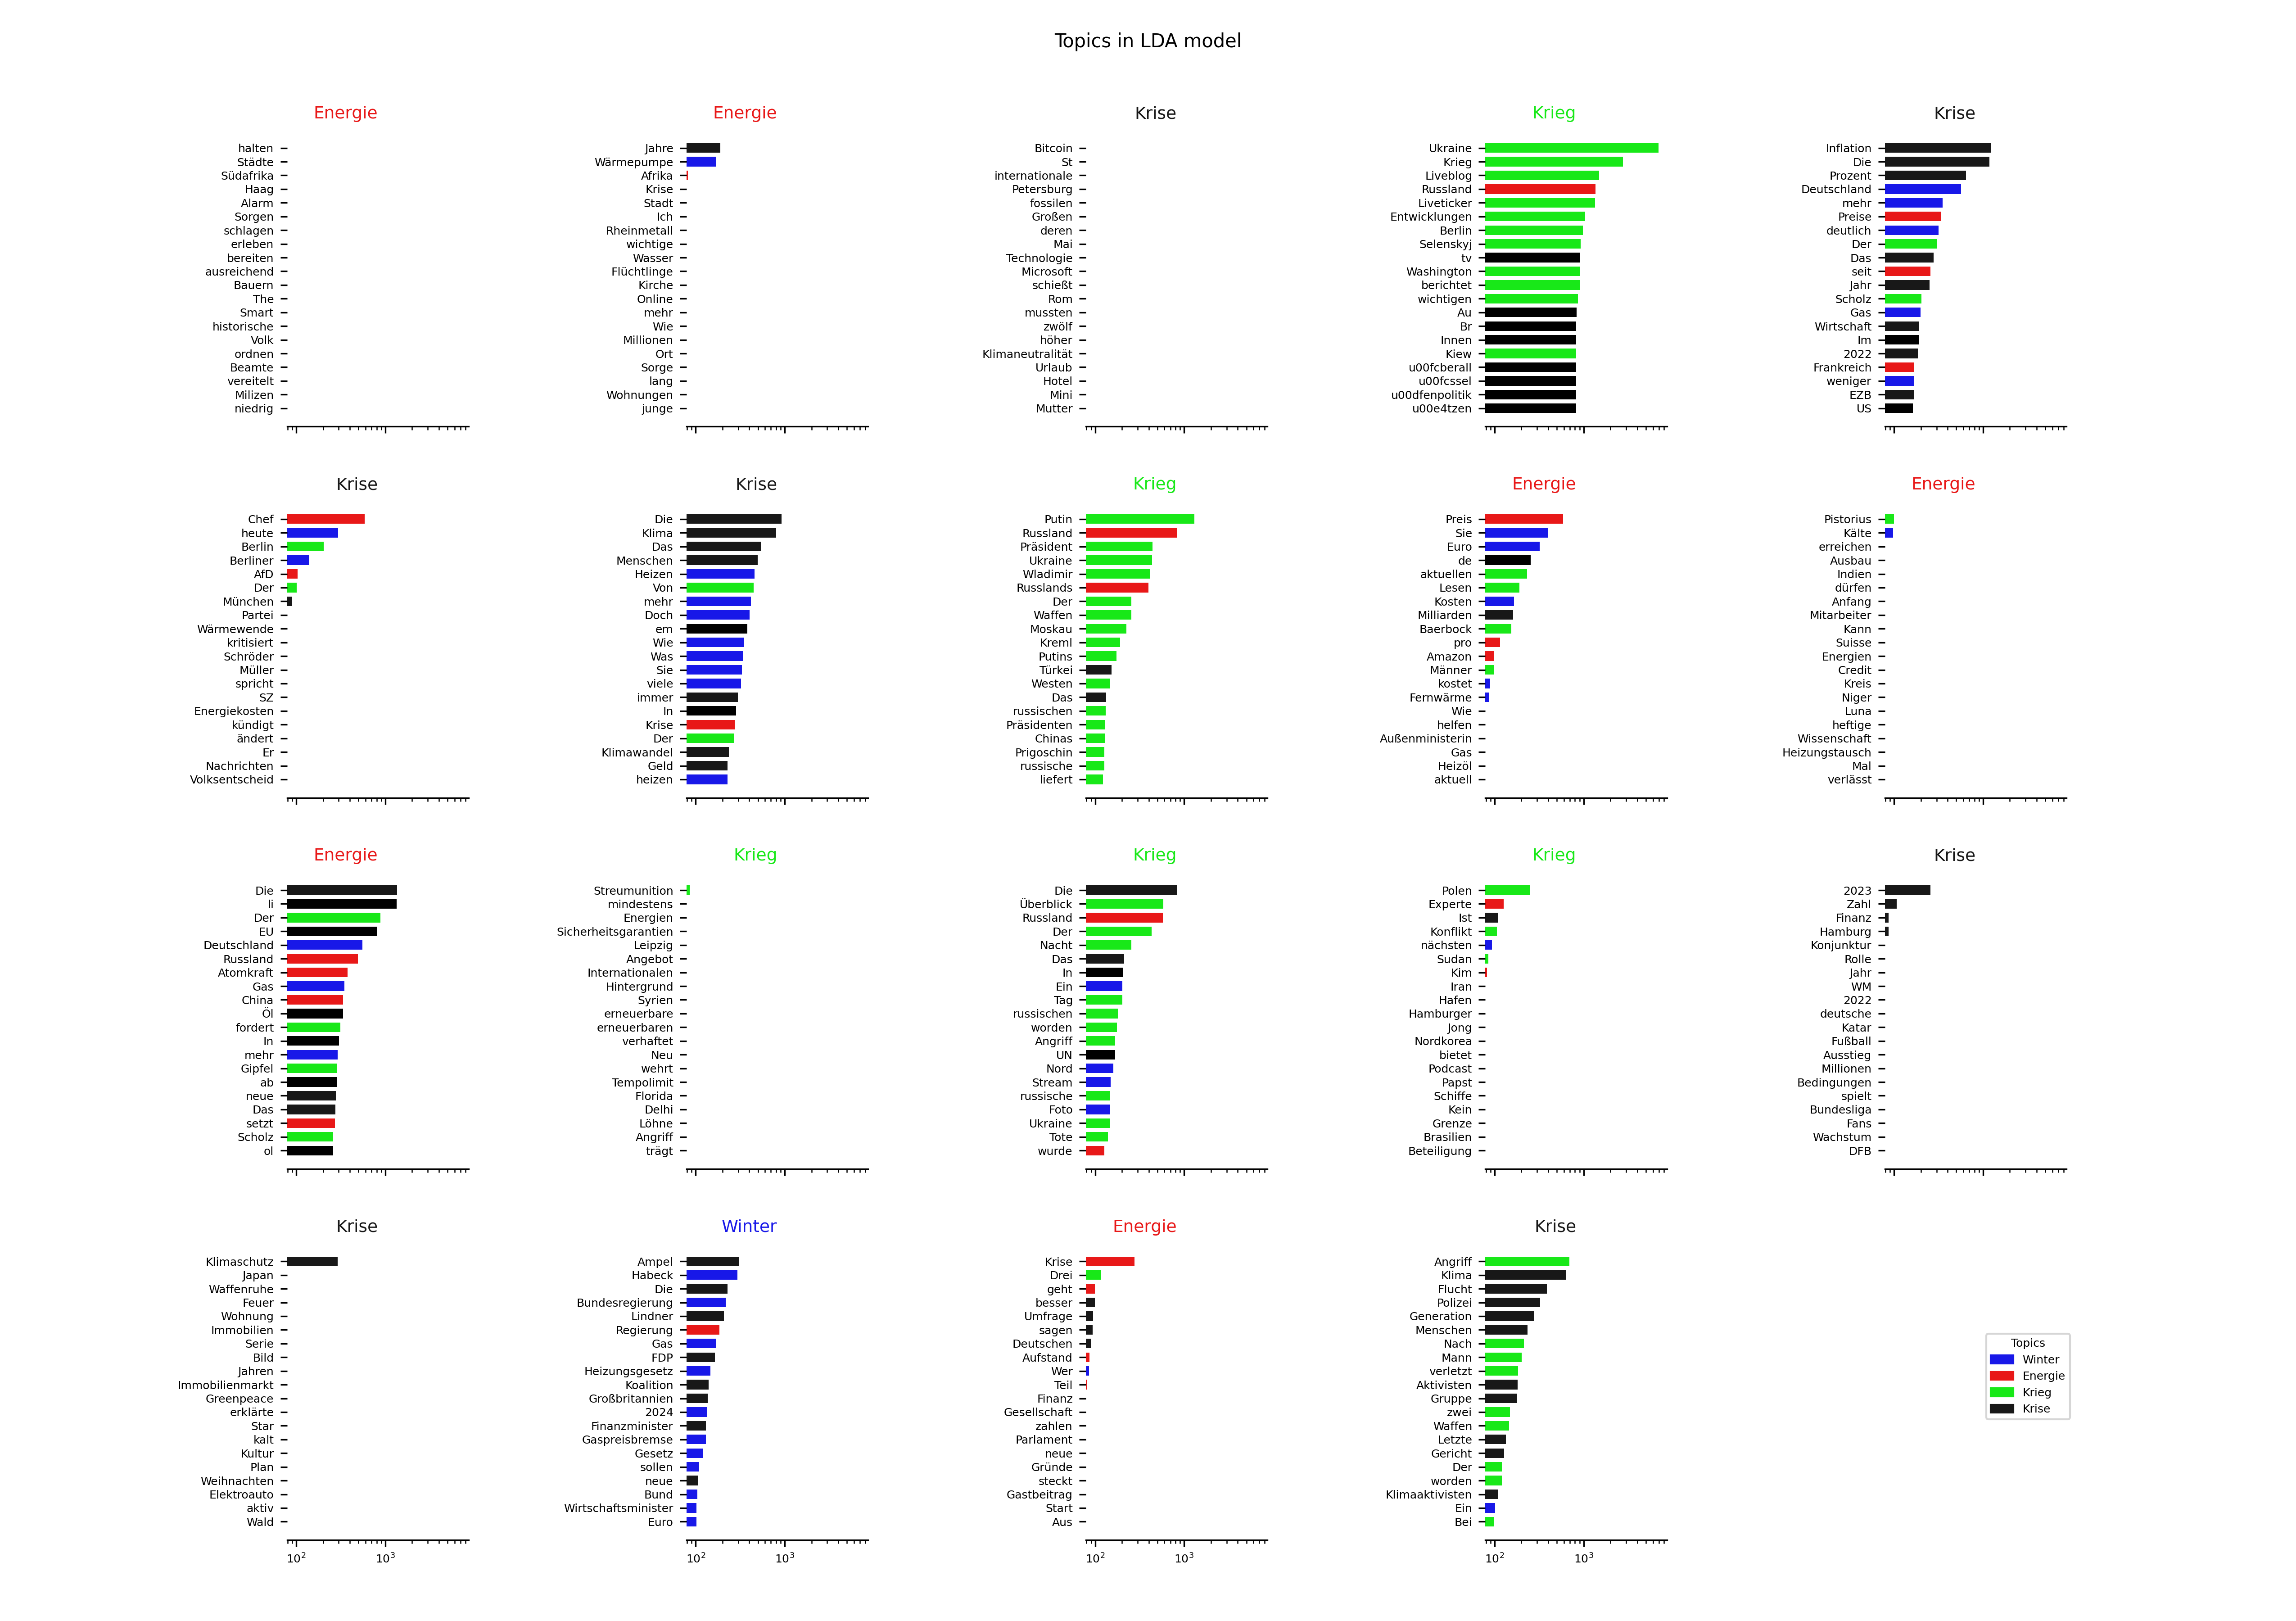 Topics in LDA model
Energie
halten
Städte
Südafrika
Haag
Alarm
Sorgen
schlagen
erleben
bereiten
ausreichend
Bauern
The
Smart
historische
Volk
ordnen
Beamte
vereitelt
Milizen
niedrig
Energie
Jahre
Wärmepumpe
Afrika
Krise
Stadt
Ich
Rheinmetall
wichtige
Wasser
Flüchtlinge
Kirche
Online
mehr
Wie
Millionen
Ort
Sorge
lang
Wohnungen
junge
Krise
Bitcoin
St
internationale
Petersburg
fossilen
Großen
deren
Mai
Technologie
Microsoft
schießt
Rom
mussten
zwölf
höher
Klimaneutralität
Urlaub
Hotel
Mini
Mutter
Krieg
Ukraine
Krieg
Liveblog
Russland
Liveticker
Entwicklungen
Berlin
Selenskyj
tv
Washington
berichtet
wichtigen
Au
Br
Innen
Kiew
u00fcberall
u00fcssel
u00dfenpolitik
u00e4tzen
Krise
Inflation
Die
Prozent
Deutschland
mehr
Preise
deutlich
Der
Das
seit
Jahr
Scholz
Gas
Wirtschaft
Im
2022
Frankreich
weniger
EZB
US
Krise
Chef
heute
Berlin
Berliner
AfD
Der
München
Partei
Wärmewende
kritisiert
Schröder
Müller
spricht
SZ
Energiekosten
kündigt
ändert
Er
Nachrichten
Volksentscheid
Krise
Die
Klima
Das
Menschen
Heizen
Von
mehr
Doch
em
Wie
Was
Sie
viele
immer
In
Krise
Der
Klimawandel
Geld
heizen
Krieg
Putin
Russland
Präsident
Ukraine
Wladimir
Russlands
Der
Waffen
Moskau
Kreml
Putins
Türkei
Westen
Das
russischen
Präsidenten
Chinas
Prigoschin
russische
liefert
Energie
Preis
Sie
Euro
de
aktuellen
Lesen
Kosten
Milliarden
Baerbock
pro
Amazon
Männer
kostet
Fernwärme
Wie
helfen
Außenministerin
Gas
Heizöl
aktuell
Energie
Pistorius
Kälte
erreichen
Ausbau
Indien
dürfen
Anfang
Mitarbeiter
Kann
Suisse
Energien
Credit
Kreis
Niger
Luna
heftige
Wissenschaft
Heizungstausch
Mal
verlässt
Energie
Die
li
Der
EU
Deutschland
Russland
Atomkraft
Gas
China
Öl
fordert
In
mehr
Gipfel
ab
neue
Das
setzt
Scholz
ol
Krieg
Streumunition
mindestens
Energien
Sicherheitsgarantien
Leipzig
Angebot
Internationalen
Hintergrund
Syrien
erneuerbare
erneuerbaren
verhaftet
Neu
wehrt
Tempolimit
Florida
Delhi
Löhne
Angriff
trägt
Krieg
Die
Überblick
Russland
Der
Nacht
Das
In
Ein
Tag
russischen
worden
Angriff
UN
Nord
Stream
russische
Foto
Ukraine
Tote
wurde
Krieg
Polen
Experte
Ist
Konflikt
nächsten
Sudan
Kim
Iran
Hafen
Hamburger
Jong
Nordkorea
bietet
Podcast
Papst
Schiffe
Kein
Grenze
Brasilien
Beteiligung
Krise
2023
Zahl
Finanz
Hamburg
Konjunktur
Rolle
Jahr
WM
2022
deutsche
Katar
Fußball
Ausstieg
Millionen
Bedingungen
spielt
Bundesliga
Fans
Wachstum
DFB
Krise
Klimaschutz
Japan
Waffenruhe
Feuer
Wohnung
Immobilien
Serie
Bild
Jahren
Immobilienmarkt
Greenpeace
erklärte
Star
kalt
Kultur
Plan
Weihnachten
Elektroauto
aktiv
Wald
10² 10³
Winter
Ampel
Habeck
Die
Bundesregierung
Lindner
Regierung
Gas
FDP
Heizungsgesetz
Koalition
Großbritannien
2024
Finanzminister
Gaspreisbremse
Gesetz
sollen
neue
Bund
Wirtschaftsminister
Euro
10² 10³
Energie
Krise
Drei
geht
besser
Umfrage
sagen
Deutschen
Aufstand
Wer
Teil
Finanz
Gesellschaft
zahlen
Parlament
neue
Gründe
steckt
Gastbeitrag
Start
Aus
10² 10³
Krise
Angriff
Klima
Flucht
Polizei
Generation
Menschen
Nach
Mann
verletzt
Aktivisten
Gruppe
zwei
Waffen
Letzte
Gericht
Der
worden
Klimaaktivisten
Ein
Bei
10² 10³
Topics
Winter
Energie
Krieg
Krise